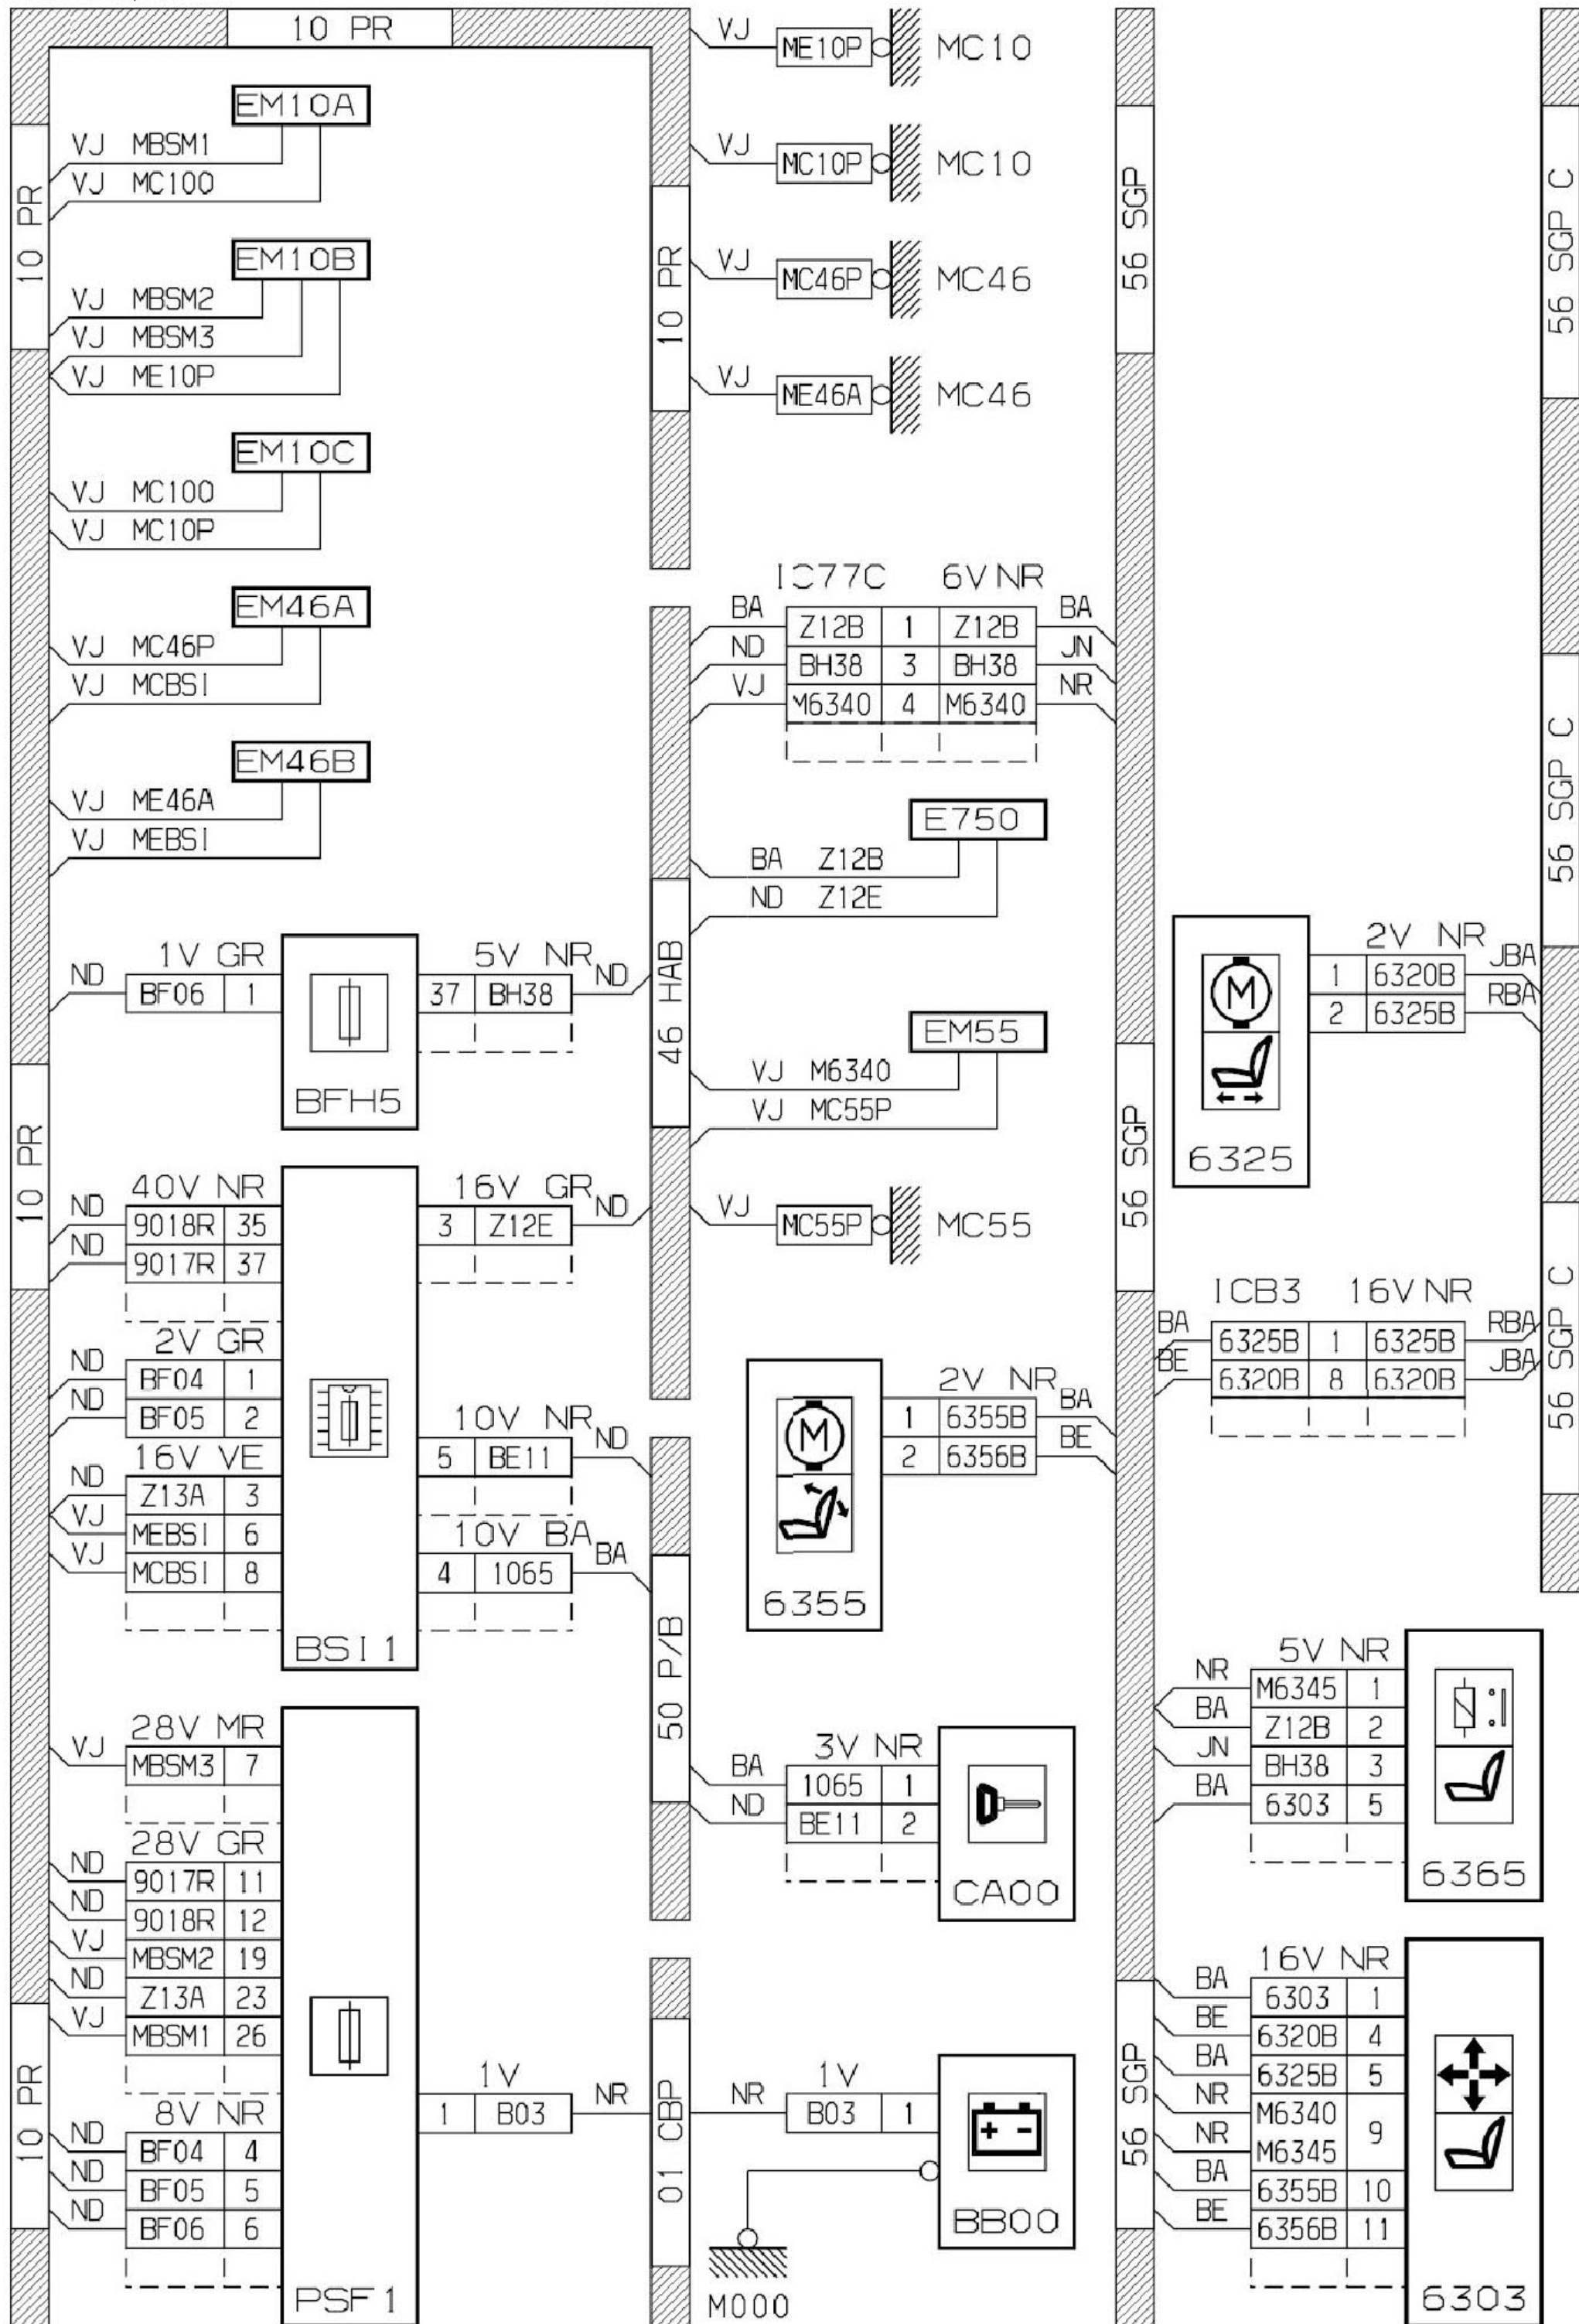 10 PR
10 PR
EM10A
VJ MBSM1
VJ MC100
EM10B
VJ MBSM2
VJ MBSM3
VJ ME10P
EM10C
VJ MC100
VJ MC10P
EM46A
VJ MC46P
VJ MCBSI
EM46B
VJ ME46A
VJ MEBSI
1V GR
5V NR
ND BF06 1
37 BH38 ND
BFH5
10 PR
40V NR
16V GR
ND 9018R 35
3 Z12E ND
ND 9017R 37
2V GR
ND BF04 1
ND BF05 2
10V NR
5 BE11 ND
16V VE
ND Z13A 3
VJ MEBSI 6
VJ MCBSI 8
10V BA
4 1065 BA
BSI1
28V MR
VJ MBSM3 7
28V GR
ND 9017R 11
ND 9018R 12
VJ MBSM2 19
ND Z13A 23
VJ MBSM1 26
10 PR
8V NR
ND BF04 4
ND BF05 5
ND BF06 6
1V
1 B03 NR
PSF1
10 PR
VJ ME10P MC10
VJ MC10P MC10
VJ MC46P MC46
VJ ME46A MC46
IC77C 6V NR
BA Z12B 1 Z12B BA
ND BH38 3 BH38 JN
VJ M6340 4 M6340 NR
46 HAB
E750
BA Z12B
ND Z12E
EM55
VJ M6340
VJ MC55P
VJ MC55P MC55
2V NR
1 6355B BA
2 6356B BE
M
6355
50 P/B
3V NR
BA 1065 1
ND BE11 2
CA00
01 CBP
1V
NR B03 1
+ -
BB00
M000
56 SGP
56 SGP
56 SGP
56 SGP C
56 SGP C
56 SGP C
2V NR
1 6320B JBA
2 6325B RBA
M
6325
ICB3 16V NR
BA 6325B 1 6325B RBA
BE 6320B 8 6320B JBA
5V NR
NR M6345 1
BA Z12B 2
JN BH38 3
BA 6303 5
6365
16V NR
BA 6303 1
BE 6320B 4
BA 6325B 5
NR M6340 9
NR M6345
BA 6355B 10
BE 6356B 11
6303